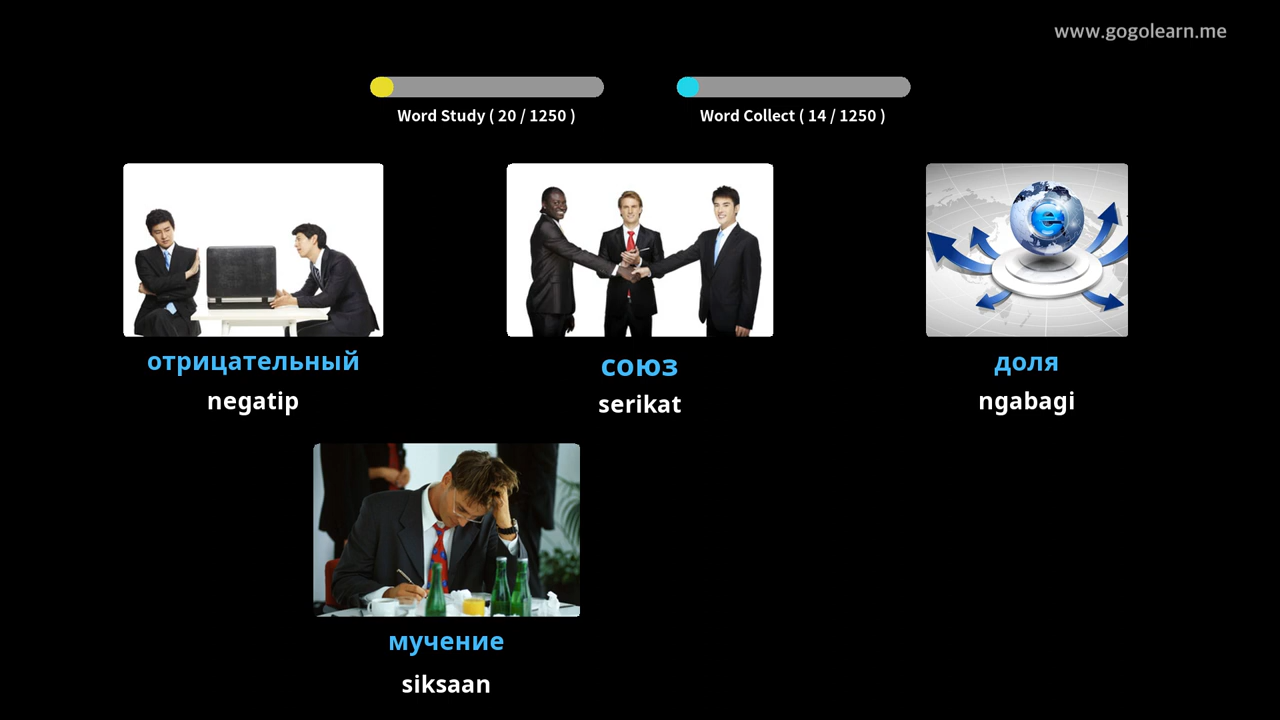 www.gogolearn.me
Word Study ( 20 / 1250 )
Word Collect ( 14 / 1250 )
отрицательный
negatip
союз
serikat
доля
ngabagi
мучение
siksaan